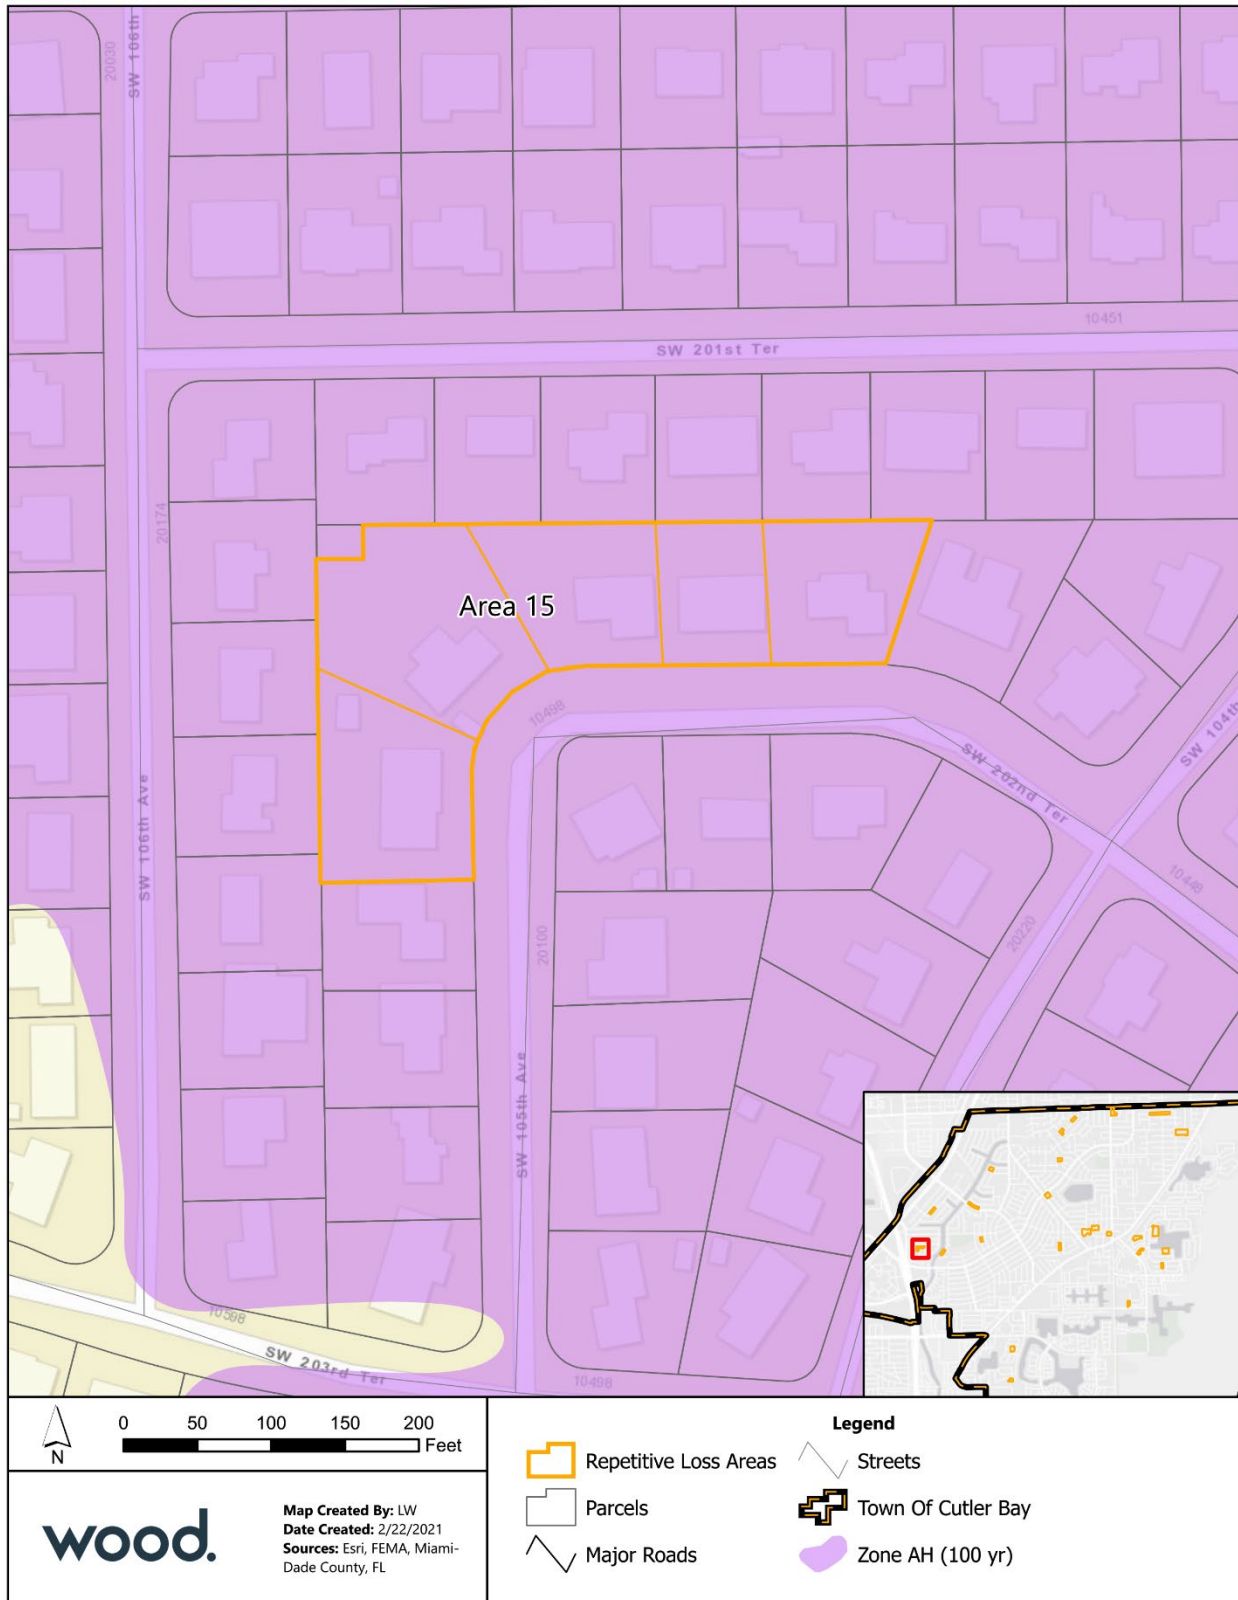 20030
SW 106th
10451
SW 201st Ter
20174
Area 15
10498
SW 104th
SW 202nd Ter
SW 106th Ave
10448
20220
20100
SW 105th Ave
10598
SW 203rd Ter
10498
0 50 100 150 200
Feet
N
wood.
Map Created By: LW
Date Created: 2/22/2021
Sources: Esri, FEMA, Miami-
Dade County, FL
Legend
Repetitive Loss Areas
Streets
Parcels
Town Of Cutler Bay
Major Roads
Zone AH (100 yr)